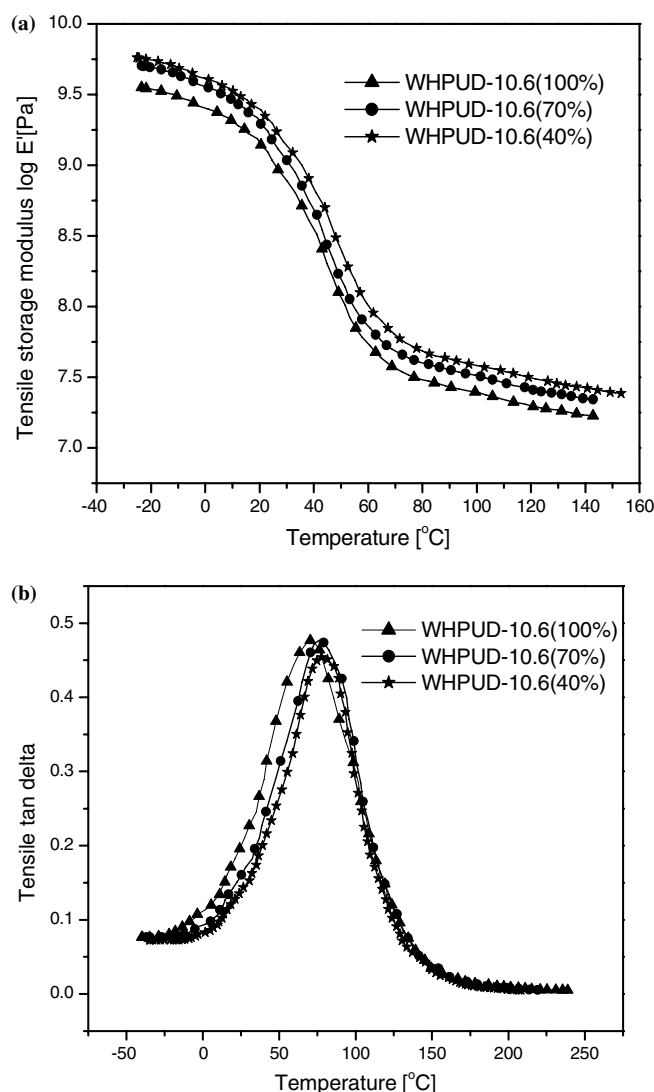 (a)
10.0
9.5
9.0
8.5
8.0
7.5
7.0
Tensile storage modulus log E'[Pa]
WHPUD-10.6(100%)
WHPUD-10.6(70%)
WHPUD-10.6(40%)
-40 -20 0 20 40 60 80 100 120 140 160
Temperature [°C]
(b)
0.5
0.4
0.3
0.2
0.1
0.0
Tensile tan delta
WHPUD-10.6(100%)
WHPUD-10.6(70%)
WHPUD-10.6(40%)
-50 0 50 100 150 200 250
Temperature [°C]